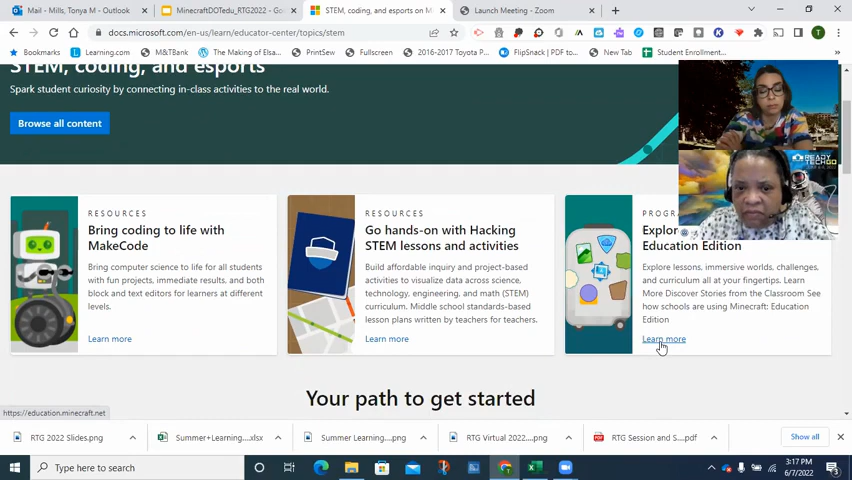 Mail - Mills, Tonya M - Outlook
MinecraftDOTedu_RTG2022 - Go
STEM, coding, and esports on M
Launch Meeting - Zoom
docs.microsoft.com/en-us/learn/educator-center/topics/stem
Bookmarks
Learning.com
M&TBank
The Making of Elsa...
PrintSew
Fullscreen
2016-2017 Toyota P...
FlipSnack | PDF to...
New Tab
Student Enrollment...
STEM, coding, and esports
Spark student curiosity by connecting in-class activities to the real world.
Browse all content
READY
TECH GO
RESOURCES
Bring coding to life with
MakeCode
Bring computer science to life for all students
with fun projects, immediate results, and both
block and text editors for learners at different
levels.
Learn more
RESOURCES
Go hands-on with Hacking
STEM lessons and activities
Build affordable inquiry and project-based
activities to visualize data across science,
technology, engineering, and math (STEM)
curriculum. Middle school standards-based
lesson plans written by teachers for teachers.
Learn more
PROG
Explo
Education Edition
Explore lessons, immersive worlds, challenges,
and curriculum all at your fingertips. Learn
More Discover Stories from the Classroom See
how schools are using Minecraft: Education
Edition
Learn more
Your path to get started
https://education.minecraft.net
RTG 2022 Slides.png
Summer+Learning....xlsx
Summer Learning....png
RTG Virtual 2022....png
RTG Session and S....pdf
Show all
Type here to search
3:17 PM
6/7/2022
3